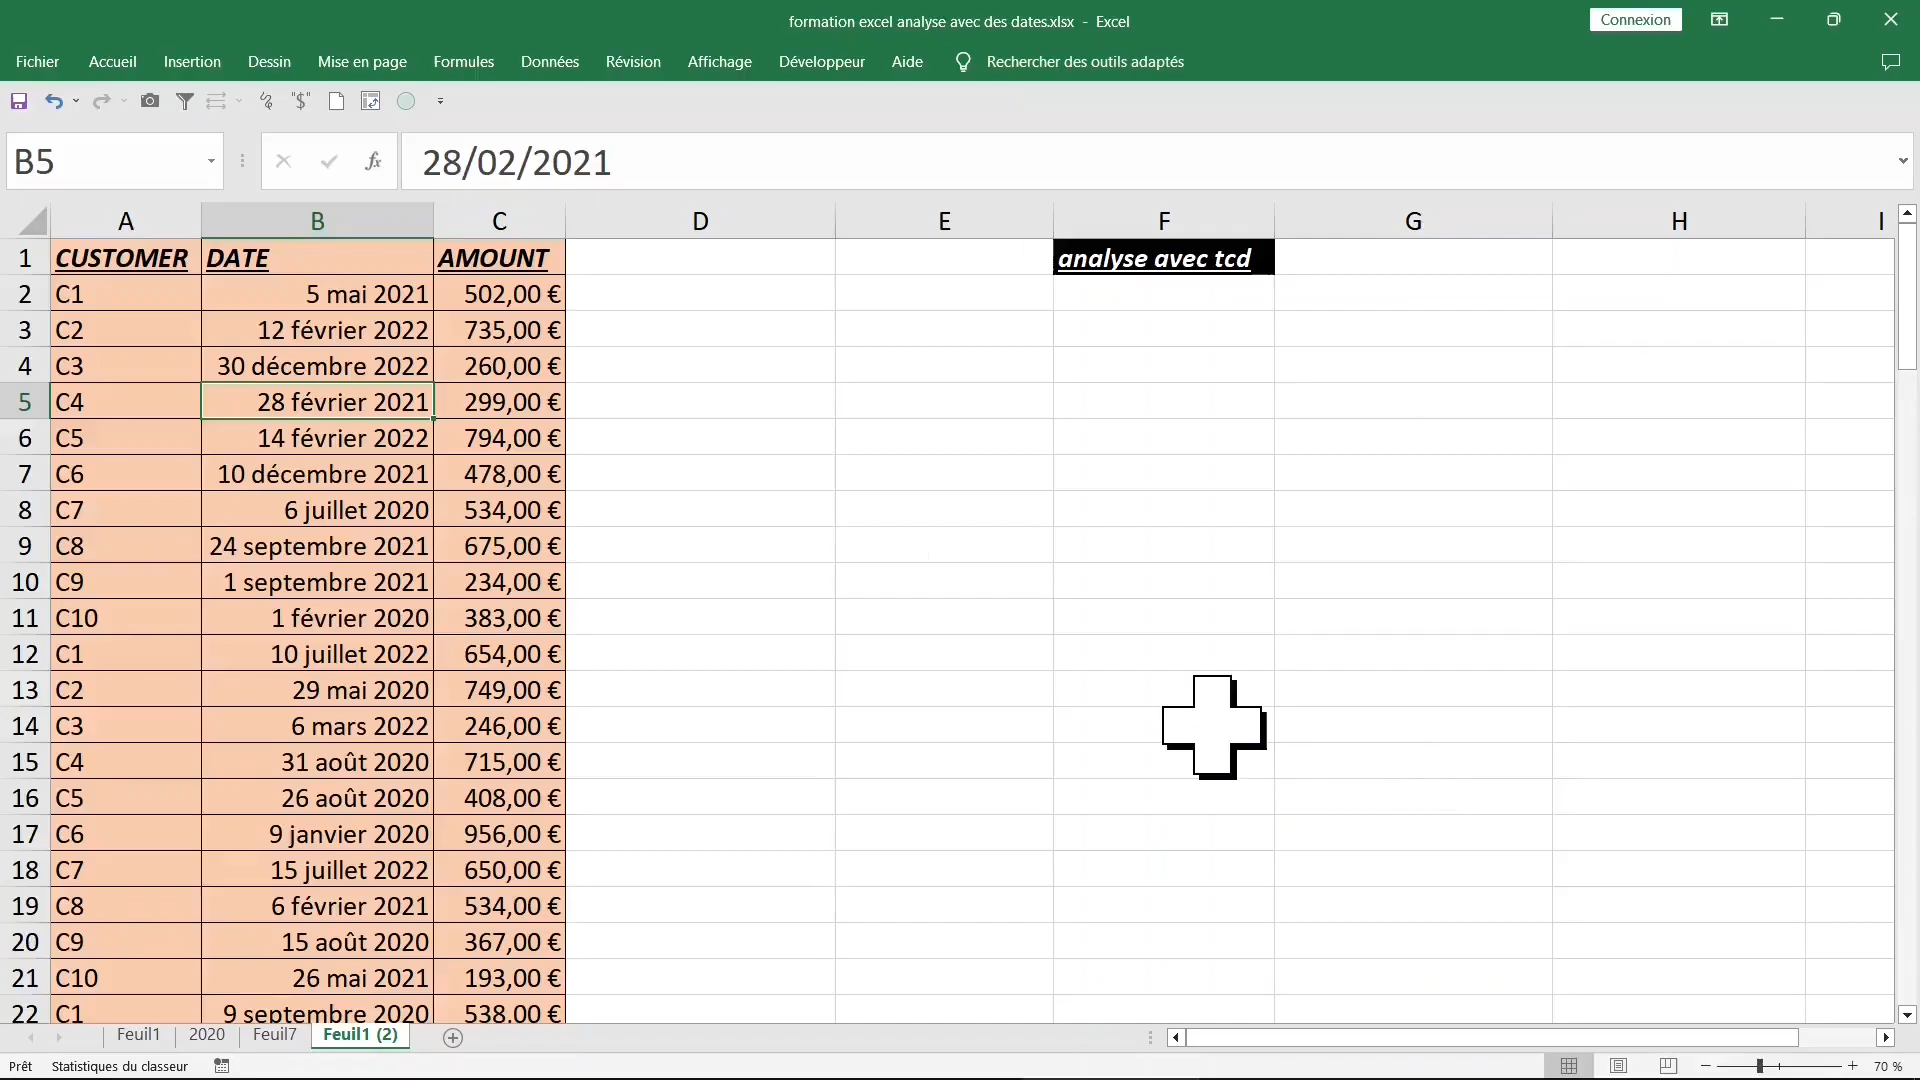 formation excel analyse avec des dates.xlsx - Excel
Connexion
Fichier Accueil Insertion Dessin Mise en page Formules Données Révision Affichage Développeur Aide Rechercher des outils adaptés
"$"
B5 fx 28/02/2021
A B C D E F G H I
1 CUSTOMER DATE AMOUNT analyse avec tcd
2 C1 5 mai 2021 502,00 €
3 C2 12 février 2022 735,00 €
4 C3 30 décembre 2022 260,00 €
5 C4 28 février 2021 299,00 €
6 C5 14 février 2022 794,00 €
7 C6 10 décembre 2021 478,00 €
8 C7 6 juillet 2020 534,00 €
9 C8 24 septembre 2021 675,00 €
10 C9 1 septembre 2021 234,00 €
11 C10 1 février 2020 383,00 €
12 C1 10 juillet 2022 654,00 €
13 C2 29 mai 2020 749,00 €
14 C3 6 mars 2022 246,00 €
15 C4 31 août 2020 715,00 €
16 C5 26 août 2020 408,00 €
17 C6 9 janvier 2020 956,00 €
18 C7 15 juillet 2022 650,00 €
19 C8 6 février 2021 534,00 €
20 C9 15 août 2020 367,00 €
21 C10 26 mai 2021 193,00 €
22 C1 9 septembre 2020 538,00 €
Feuil1 2020 Feuil7 Feuil1 (2)
Prêt Statistiques du classeur 70 %